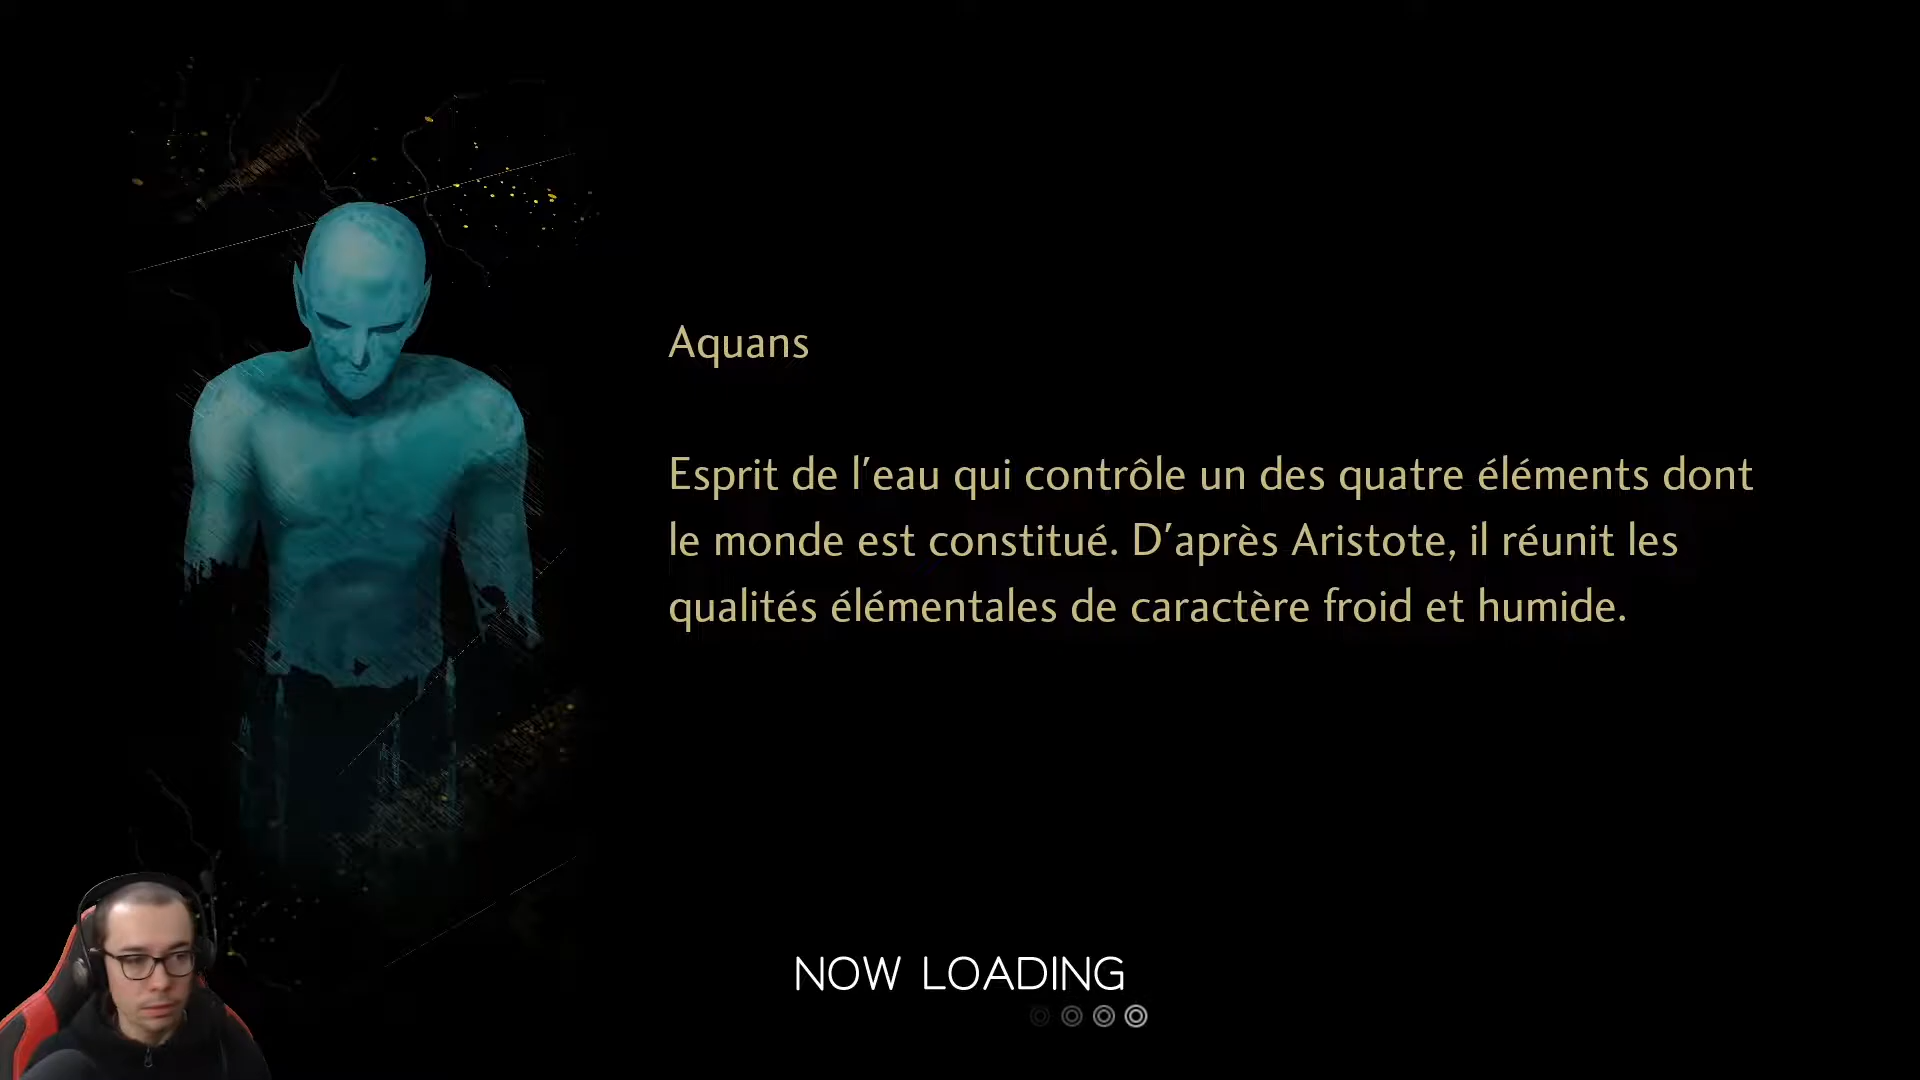 Aquans
Esprit de l'eau qui contrôle un des quatre éléments dont
le monde est constitué. D'après Aristote, il réunit les
qualités élémentales de caractère froid et humide.
NOW LOADING